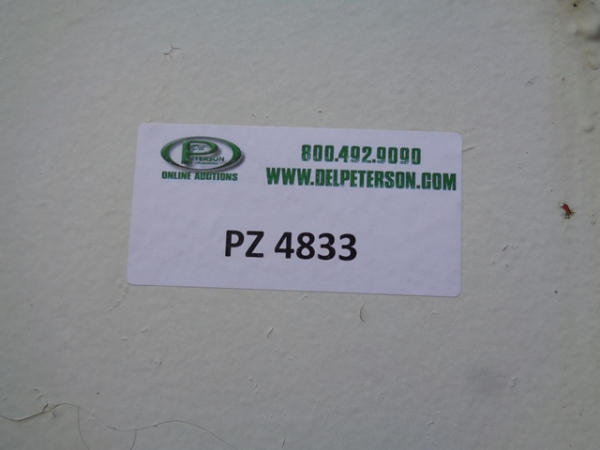 Del
PETERSON
ONLINE AUCTIONS
800.492.9090
WWW.DELPETERSON.COM
PZ 4833